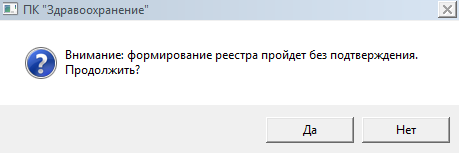 ПК "Здравоохранение"
Внимание: формирование реестра пройдет без подтверждения.
Продолжить?
Да
Нет